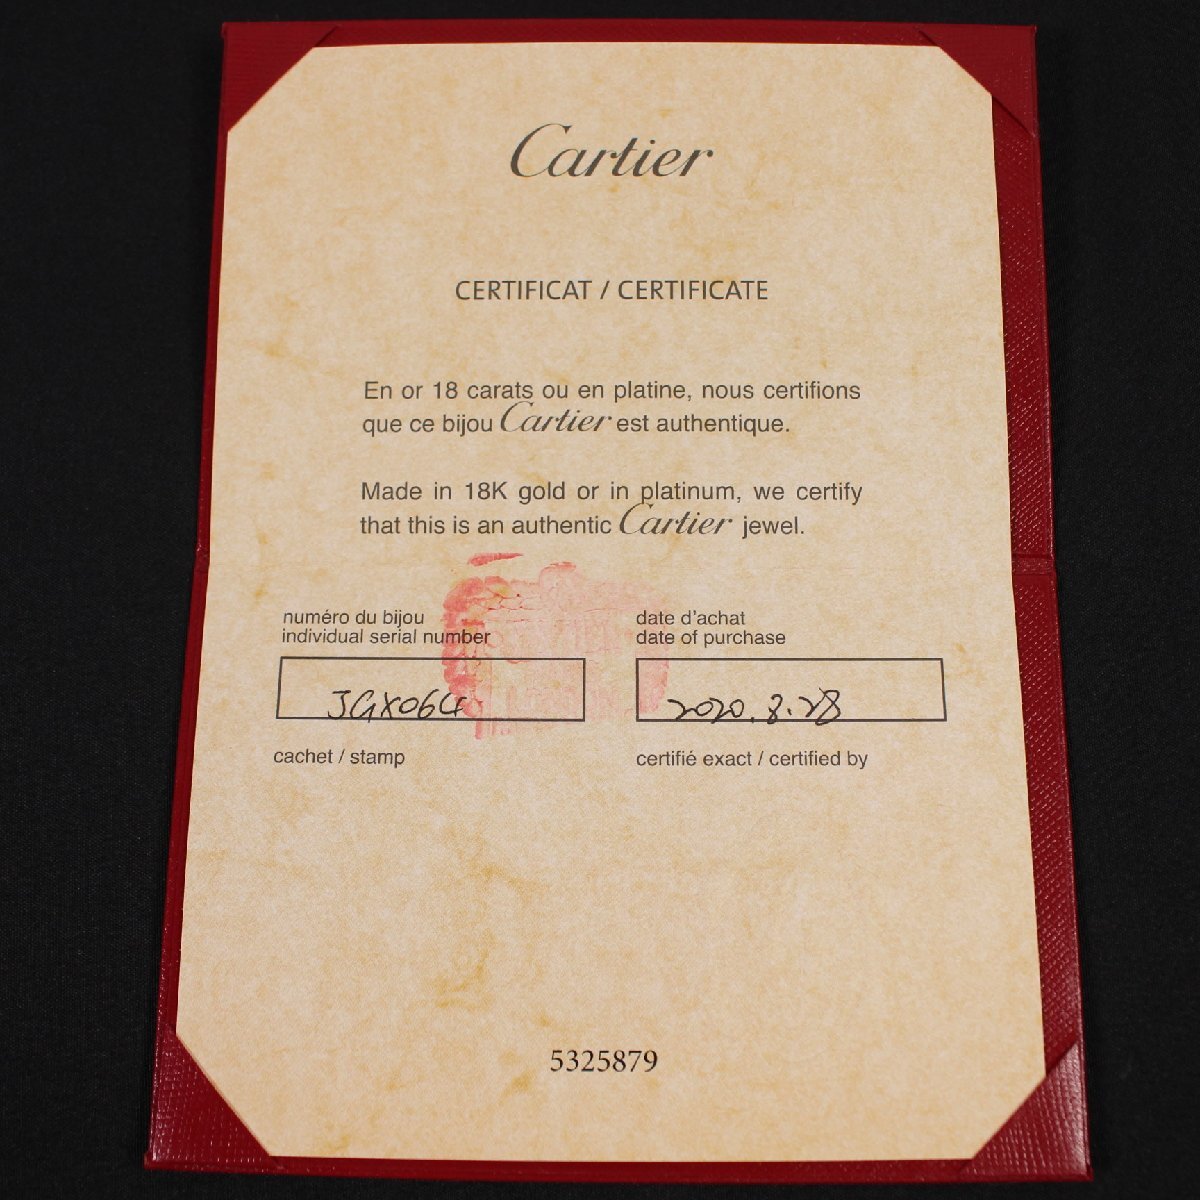 Cartier
CERTIFICAT / CERTIFICATE
En or 18 carats ou en platine, nous certifions
que ce bijou Cartier est authentique.
Made in 18K gold or in platinum, we certify
that this is an authentic Cartier jewel.
numéro du bijou
individual serial number
JGX064
date d'achat
date of purchase
2020.8.28
cachet / stamp
certifié exact / certified by
5325879